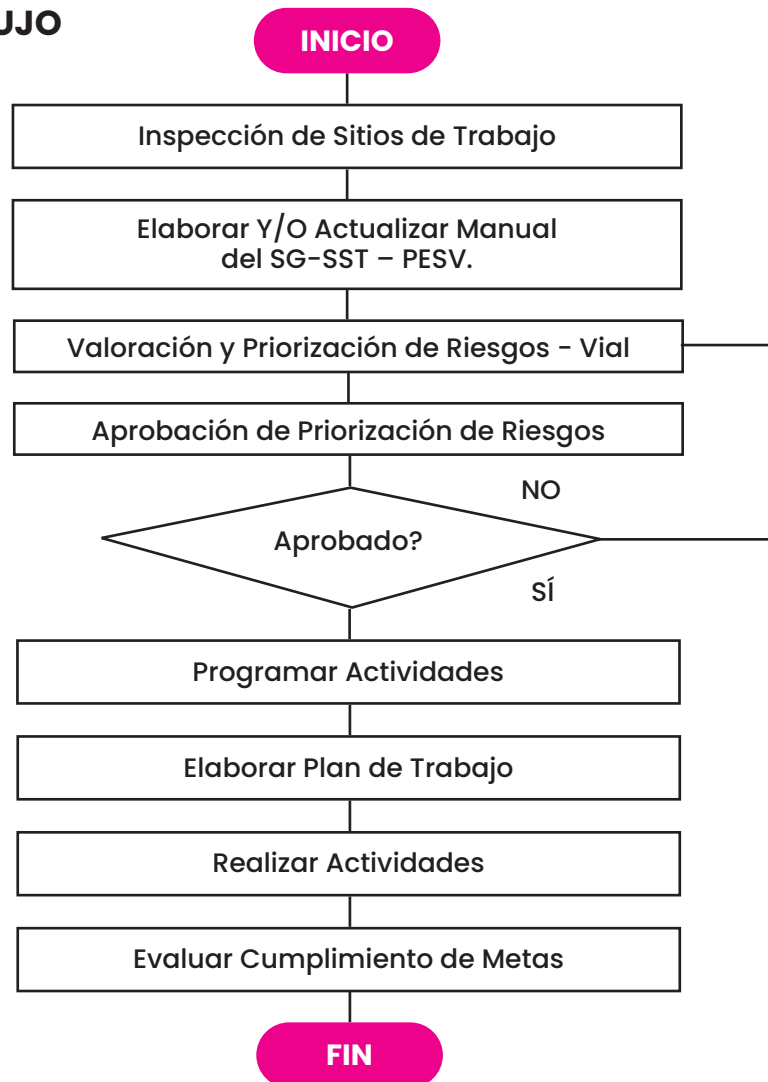 UJO
INICIO
Inspección de Sitios de Trabajo
Elaborar Y/O Actualizar Manual
del SG-SST – PESV.
Valoración y Priorización de Riesgos - Vial
Aprobación de Priorización de Riesgos
NO
Aprobado?
SÍ
Programar Actividades
Elaborar Plan de Trabajo
Realizar Actividades
Evaluar Cumplimiento de Metas
FIN